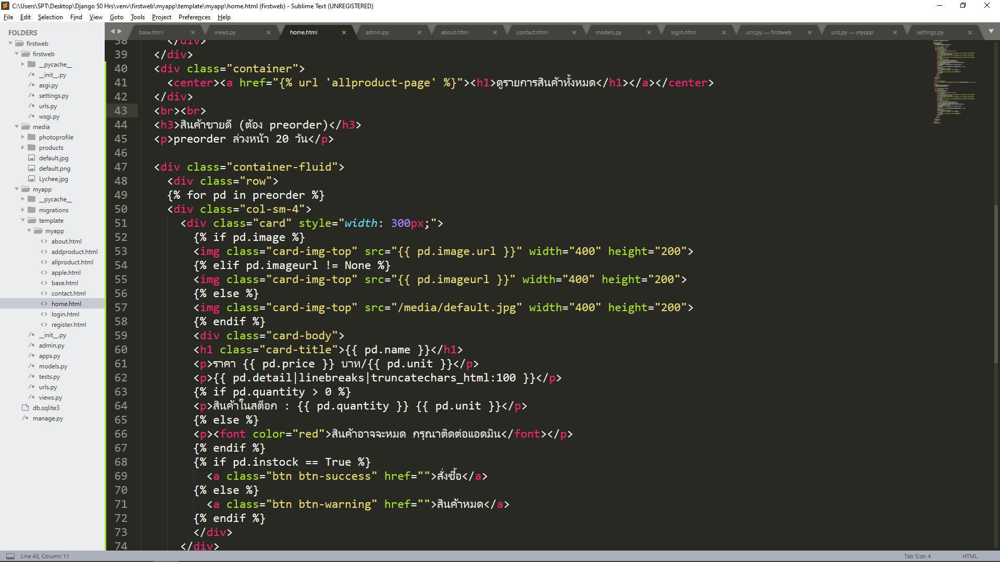 C:\Users\SPT\Desktop\Django 50 Hrs\venv\firstweb\myapp\template\myapp\home.html (firstweb) - Sublime Text (UNREGISTERED)
File Edit Selection Find View Goto Tools Project Preferences Help
base.html views.py home.html admin.py about.html contact.html models.py login.html urls.py — firstweb urls.py — myapp settings.py
FOLDERS
firstweb
firstweb
__pycache__
__init__.py
asgi.py
settings.py
urls.py
wsgi.py
media
photoprofile
products
default.jpg
default.png
Lychee.jpg
myapp
__pycache__
migrations
template
myapp
about.html
addproduct.html
allproduct.html
apple.html
base.html
contact.html
home.html
login.html
register.html
__init__.py
admin.py
apps.py
models.py
tests.py
urls.py
views.py
db.sqlite3
manage.py
38 </div>
39 </div>
40 <div class="container">
41 <center><a href="{% url 'allproduct-page' %}"><h1>ดูรายการสินค้าทั้งหมด</h1></a></center>
42 </div>
43 <br><br>
44 <h3>สินค้าขายดี (ต้อง preorder)</h3>
45 <p>preorder ล่วงหน้า 20 วัน</p>
46
47 <div class="container-fluid">
48 <div class="row">
49 {% for pd in preorder %}
50 <div class="col-sm-4">
51 <div class="card" style="width: 300px;">
52 {% if pd.image %}
53 <img class="card-img-top" src="{{ pd.image.url }}" width="400" height="200">
54 {% elif pd.imageurl != None %}
55 <img class="card-img-top" src="{{ pd.imageurl }}" width="400" height="200">
56 {% else %}
57 <img class="card-img-top" src="/media/default.jpg" width="400" height="200">
58 {% endif %}
59 <div class="card-body">
60 <h1 class="card-title">{{ pd.name }}</h1>
61 <p>ราคา {{ pd.price }} บาท/{{ pd.unit }}</p>
62 <p>{{ pd.detail|linebreaks|truncatechars_html:100 }}</p>
63 {% if pd.quantity > 0 %}
64 <p>สินค้าในสต็อก : {{ pd.quantity }} {{ pd.unit }}</p>
65 {% else %}
66 <p><font color="red">สินค้าอาจจะหมด กรุณาติดต่อแอดมิน</font></p>
67 {% endif %}
68 {% if pd.instock == True %}
69 <a class="btn btn-success" href="">สั่งซื้อ</a>
70 {% else %}
71 <a class="btn btn-warning" href="">สินค้าหมด</a>
72 {% endif %}
73 </div>
74 </div>
Line 43, Column 11
Tab Size: 4 HTML